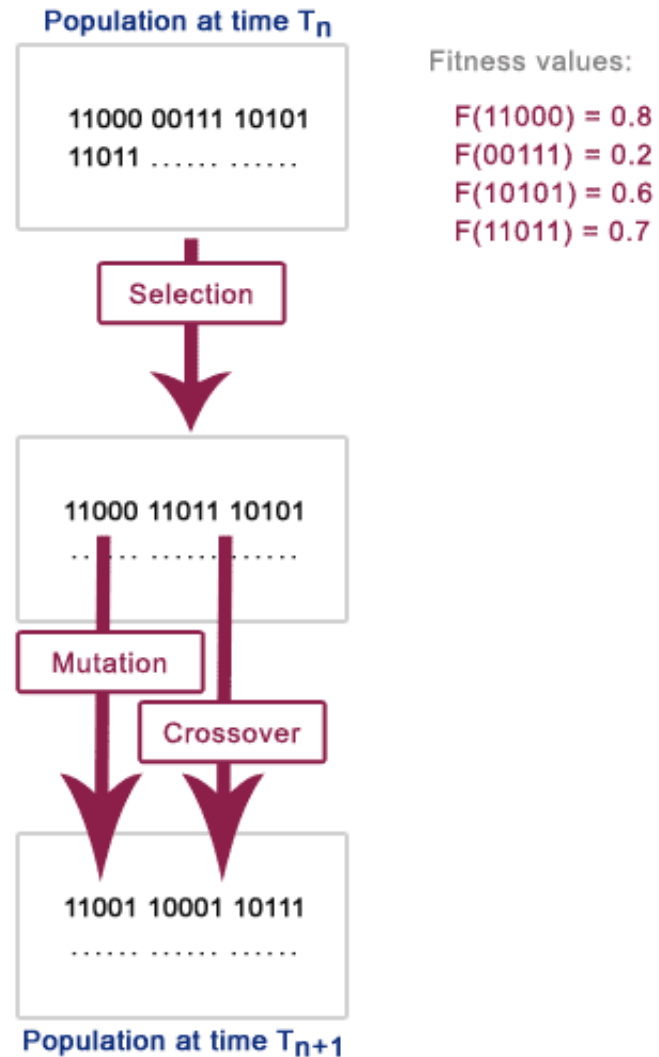 Population at time Tn
Fitness values:
11000 00111 10101
11011 ...... ......
F(11000) = 0.8
F(00111) = 0.2
F(10101) = 0.6
F(11011) = 0.7
Selection
11000 11011 10101
...... ...... ......
Mutation
Crossover
11001 10001 10111
...... ...... ......
Population at time Tn+1